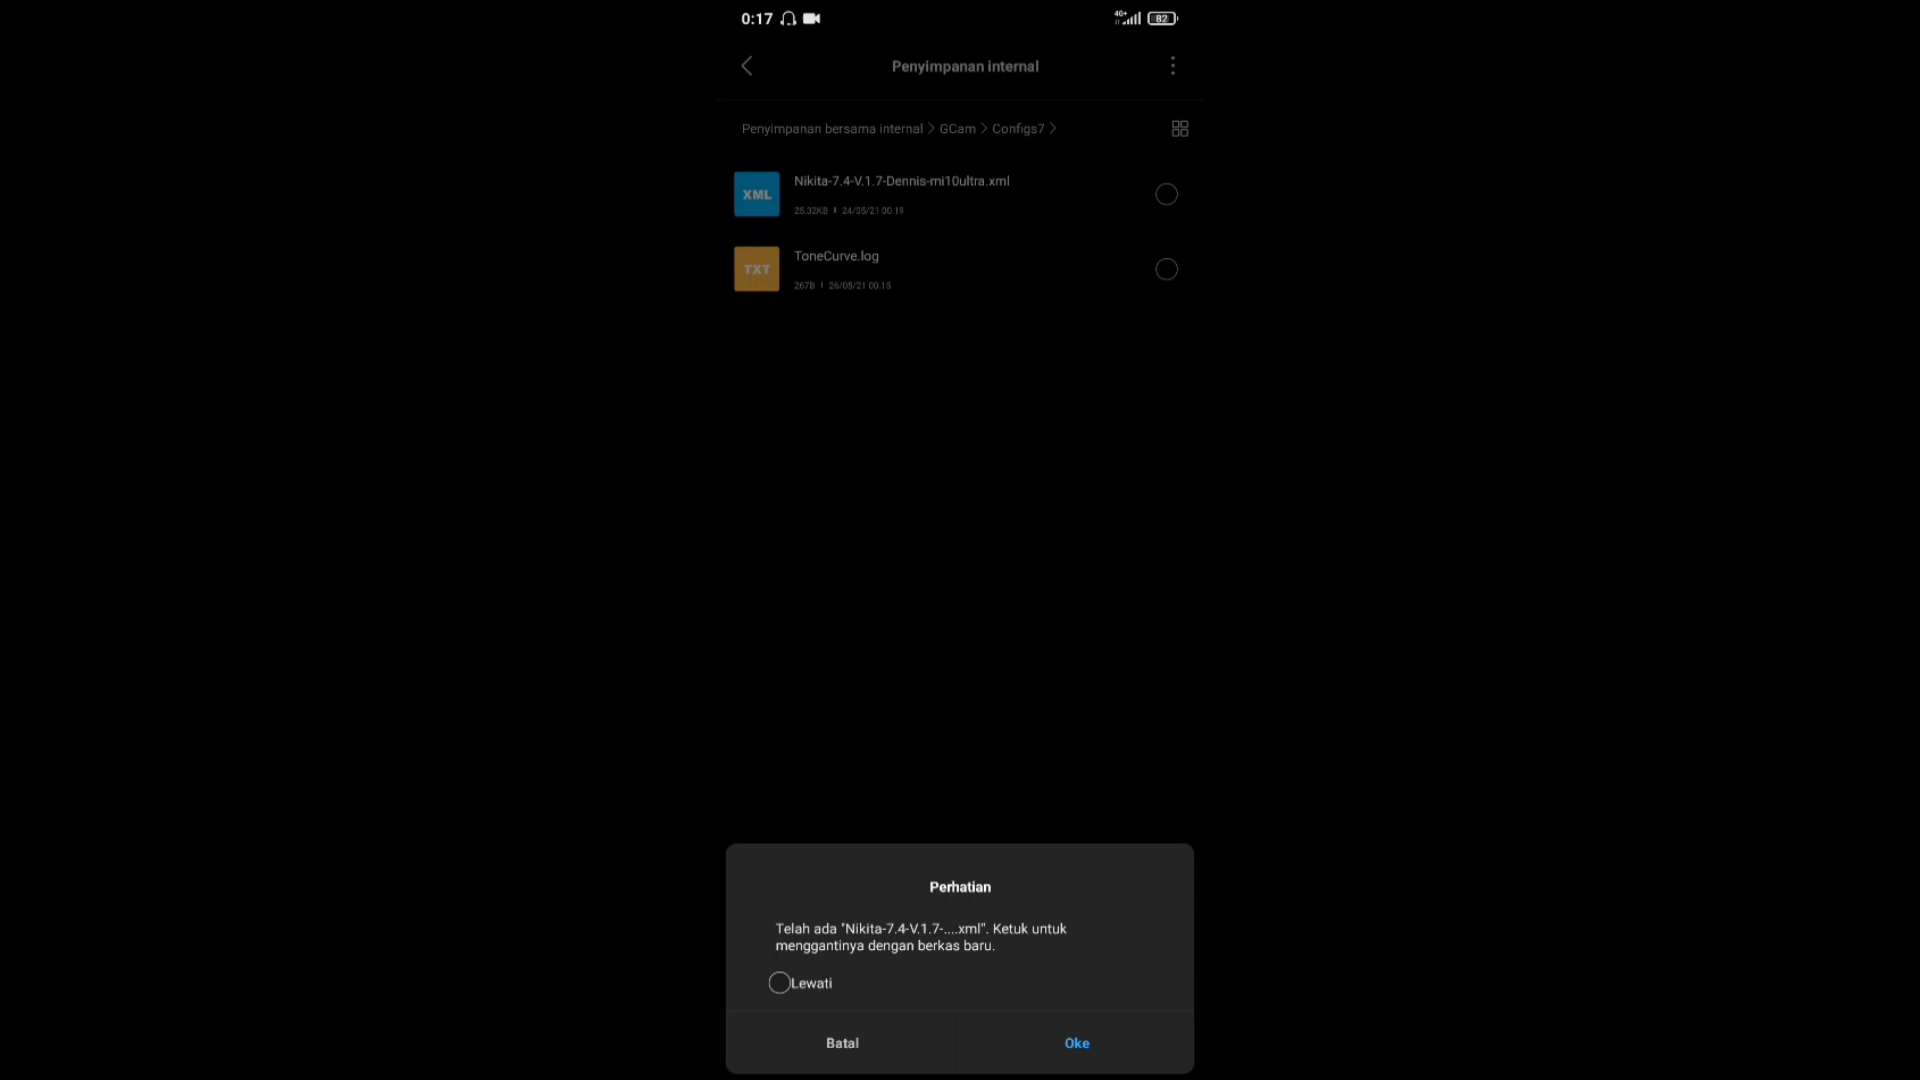 0:17
4G+ 82
Penyimpanan internal
Penyimpanan bersama internal > GCam > Configs7 >
XML
Nikita-7.4-V.1.7-Dennis-mi10ultra.xml
25.32KB | 24/05/21 00.19
TXT
ToneCurve.log
267B | 26/05/21 00.15
Perhatian
Telah ada "Nikita-7.4-V.1.7-....xml". Ketuk untuk
menggantinya dengan berkas baru.
Lewati
Batal
Oke